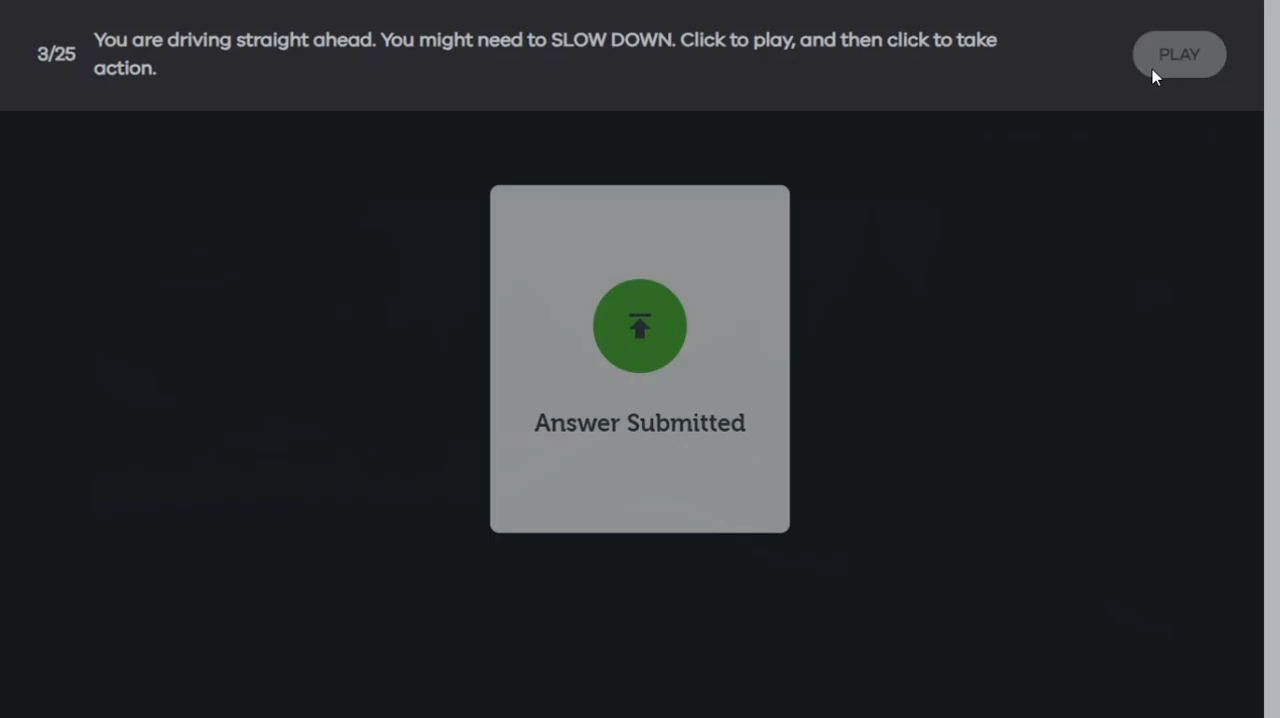 3/25
You are driving straight ahead. You might need to SLOW DOWN. Click to play, and then click to take
action.
PLAY
Answer Submitted